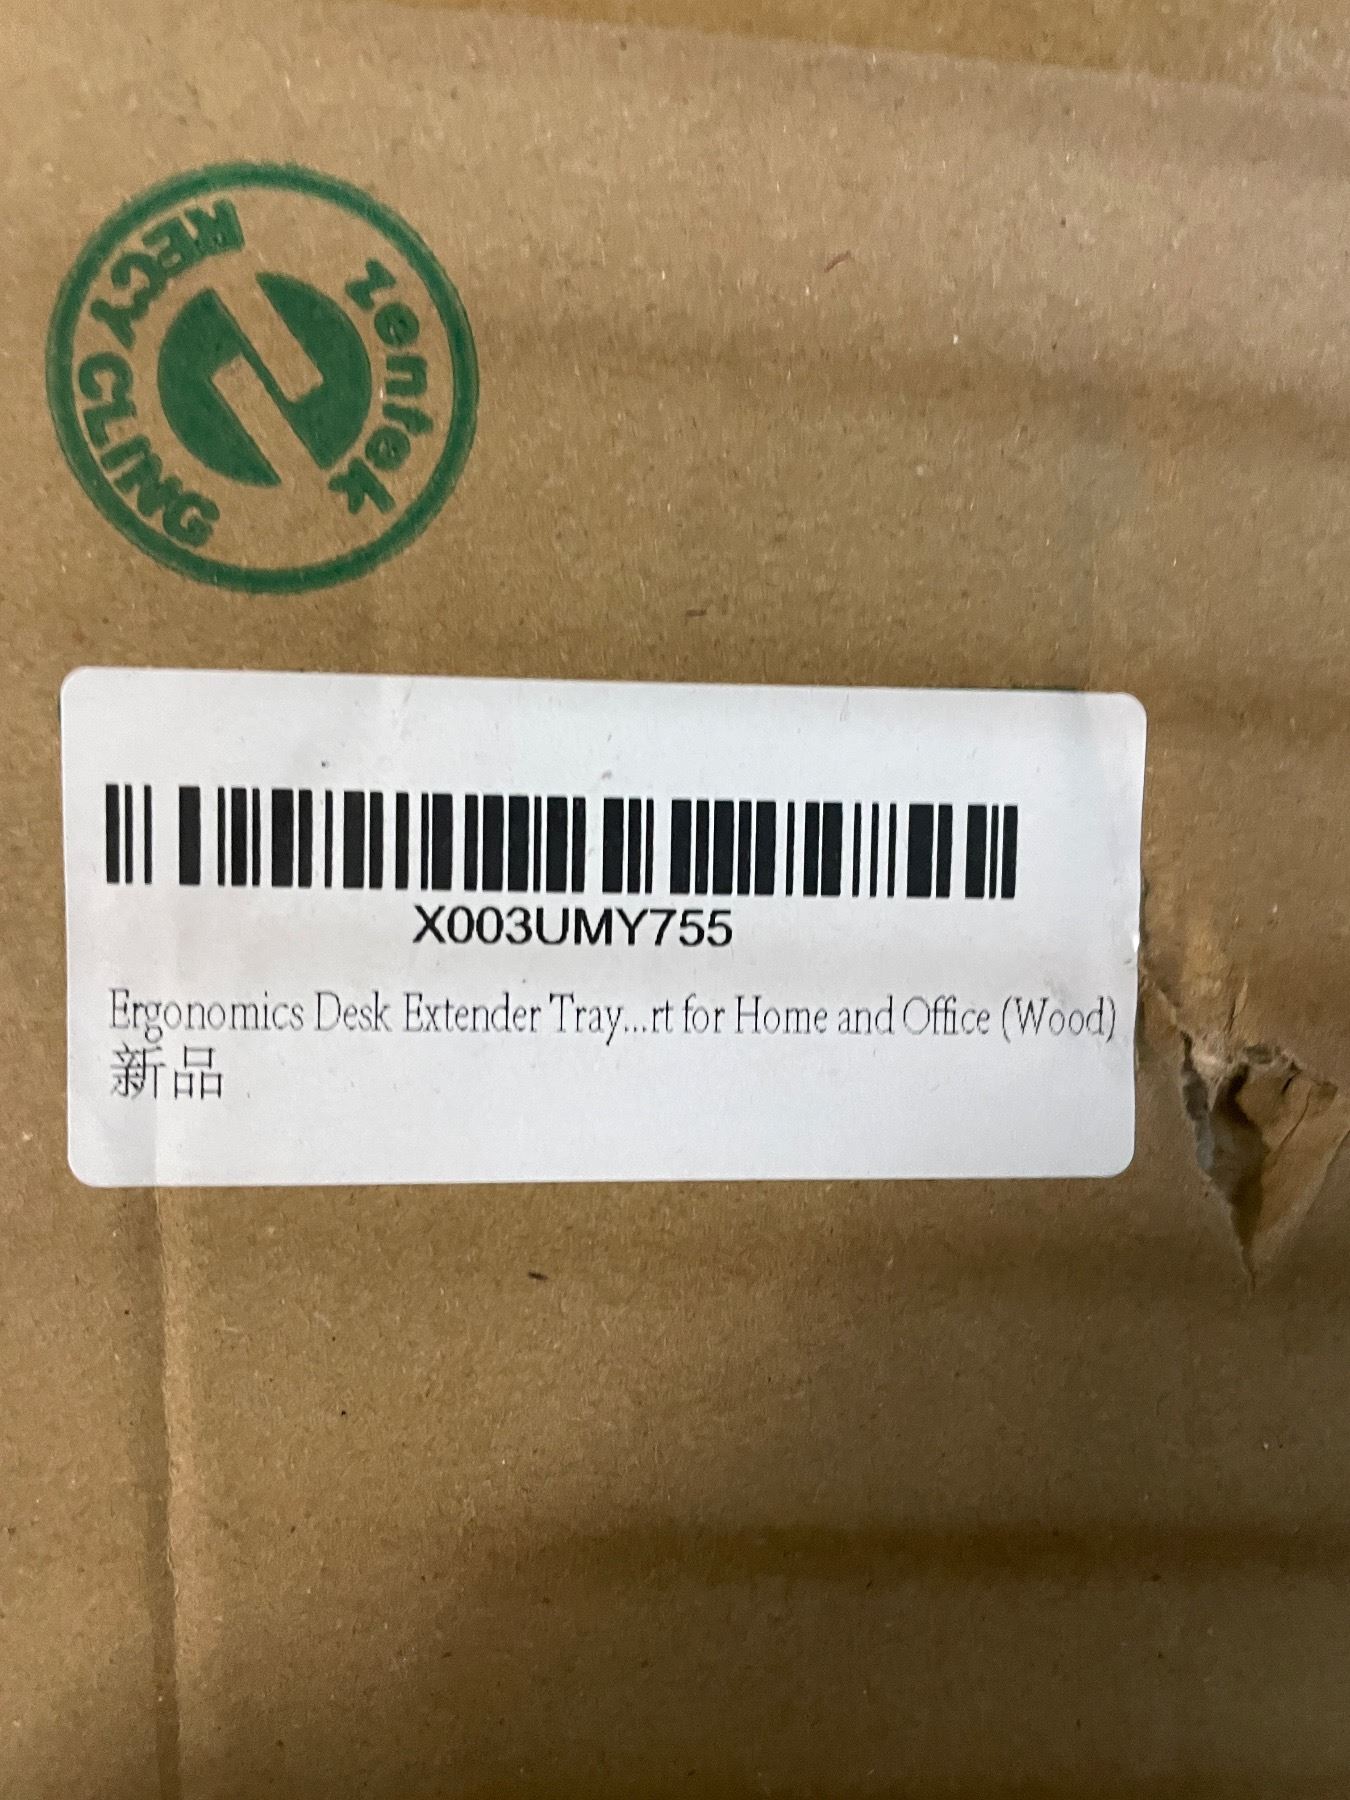 Zentek
RECYCLING
X003UMY755
Ergonomics Desk Extender Tray...rt for Home and Office (Wood)
新品